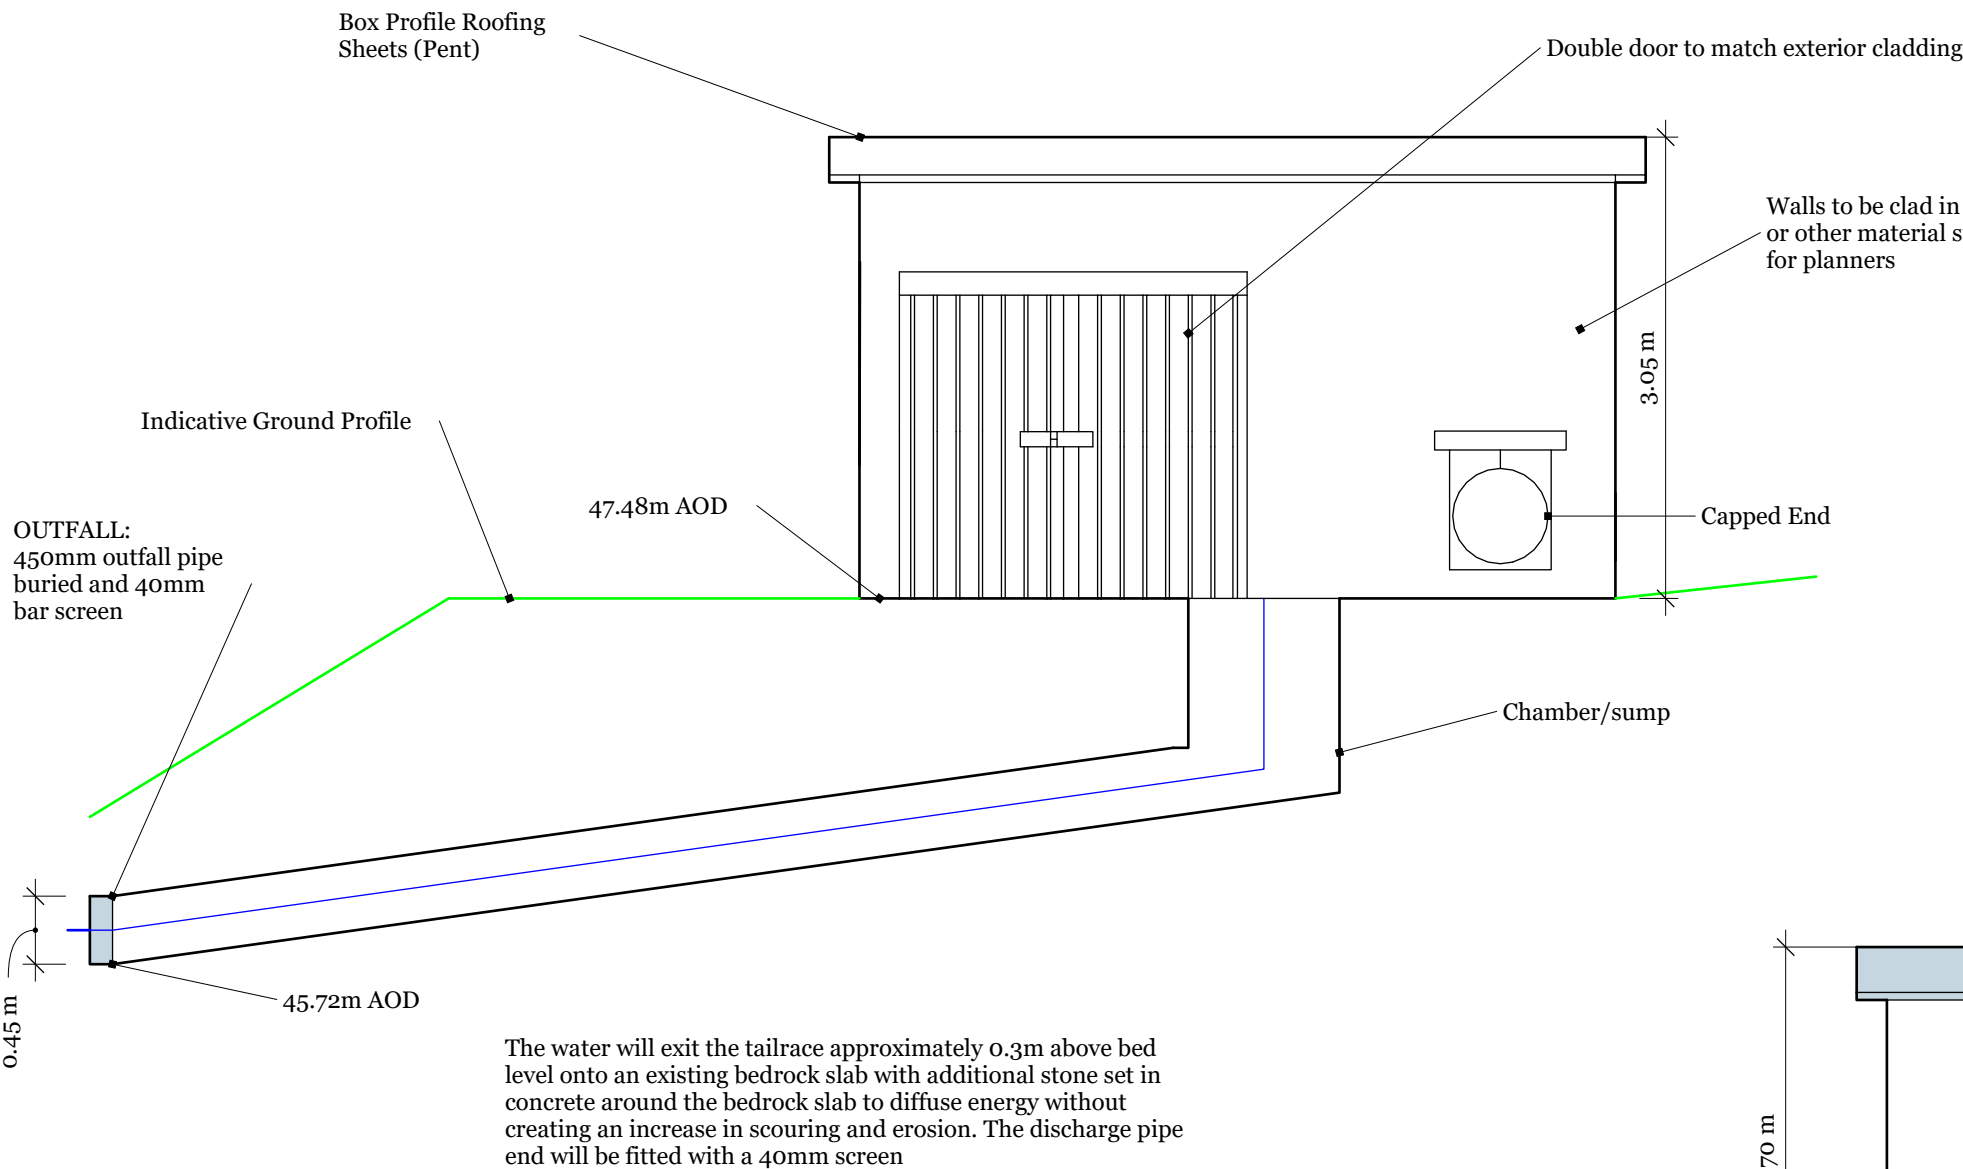 Box Profile Roofing
Sheets (Pent)
Double door to match exterior cladding
Walls to be clad in
or other material
for planners
3.05 m
Indicative Ground Profile
47.48m AOD
OUTFALL:
450mm outfall pipe
buried and 40mm
bar screen
Capped End
Chamber/sump
0.45 m
45.72m AOD
The water will exit the tailrace approximately 0.3m above bed
level onto an existing bedrock slab with additional stone set in
concrete around the bedrock slab to diffuse energy without
creating an increase in scouring and erosion. The discharge pipe
end will be fitted with a 40mm screen
70 m